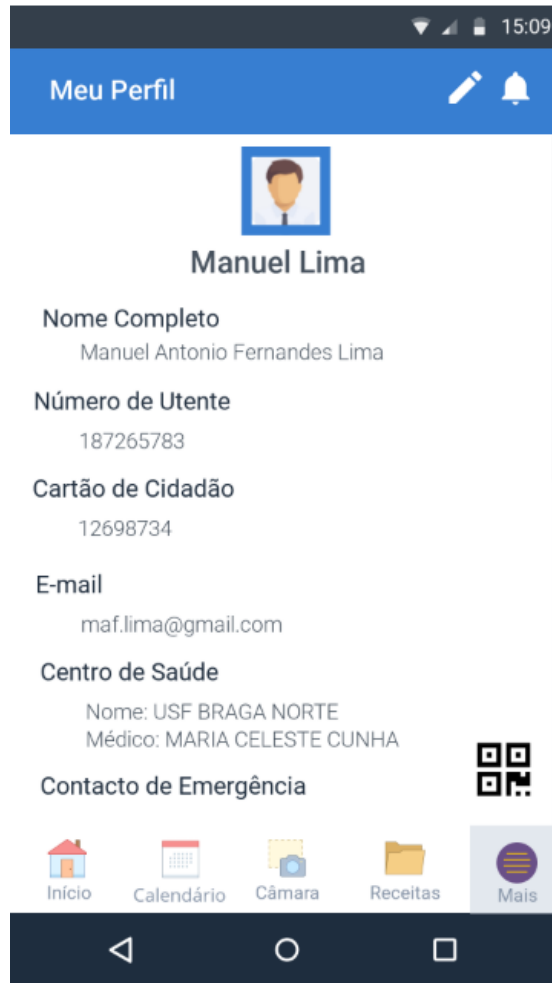 15:09
Meu Perfil
Manuel Lima
Nome Completo
Manuel Antonio Fernandes Lima
Número de Utente
187265783
Cartão de Cidadão
12698734
E-mail
maf.lima@gmail.com
Centro de Saúde
Nome: USF BRAGA NORTE
Médico: MARIA CELESTE CUNHA
Contacto de Emergência
Início Calendário Câmara Receitas Mais